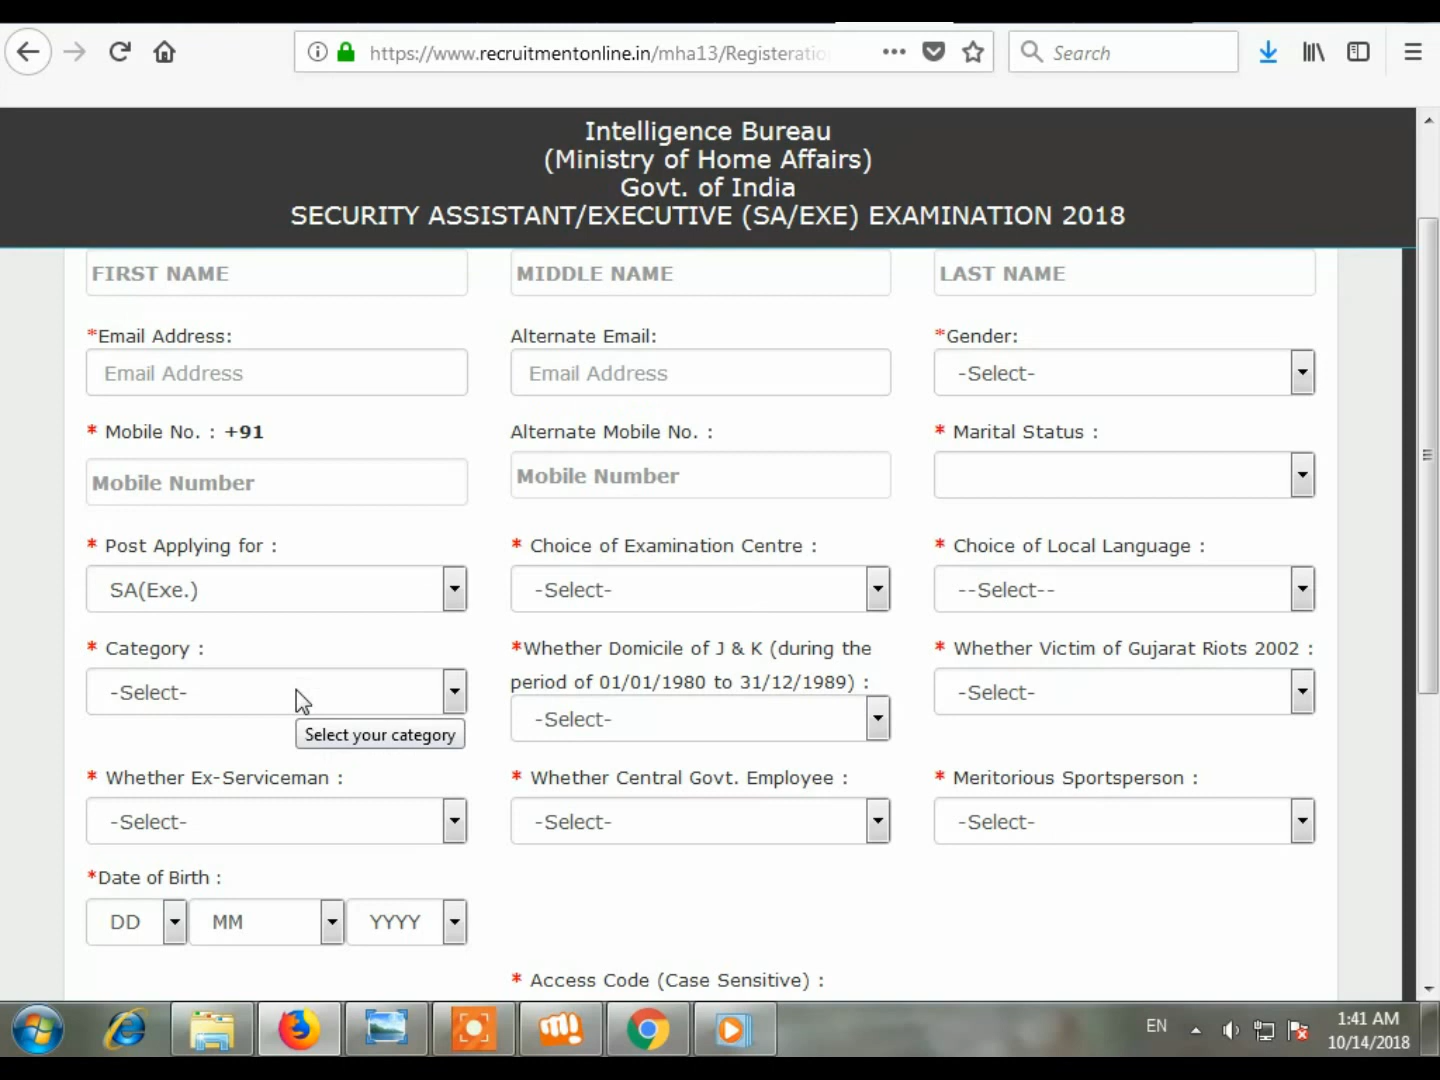 https://www.recruitmentonline.in/mha13/Registeratio
Search
Intelligence Bureau
(Ministry of Home Affairs)
Govt. of India
SECURITY ASSISTANT/EXECUTIVE (SA/EXE) EXAMINATION 2018
FIRST NAME MIDDLE NAME LAST NAME
*Email Address: Alternate Email: *Gender:
Email Address Email Address -Select-
* Mobile No. : +91 Alternate Mobile No. : * Marital Status :
Mobile Number Mobile Number
* Post Applying for : * Choice of Examination Centre : * Choice of Local Language :
SA(Exe.) -Select- --Select--
* Category : *Whether Domicile of J & K (during the period of 01/01/1980 to 31/12/1989) : * Whether Victim of Gujarat Riots 2002 :
-Select- -Select- -Select-
Select your category
* Whether Ex-Serviceman : * Whether Central Govt. Employee : * Meritorious Sportsperson :
-Select- -Select- -Select-
*Date of Birth :
DD MM YYYY
* Access Code (Case Sensitive) :
EN 1:41 AM
10/14/2018